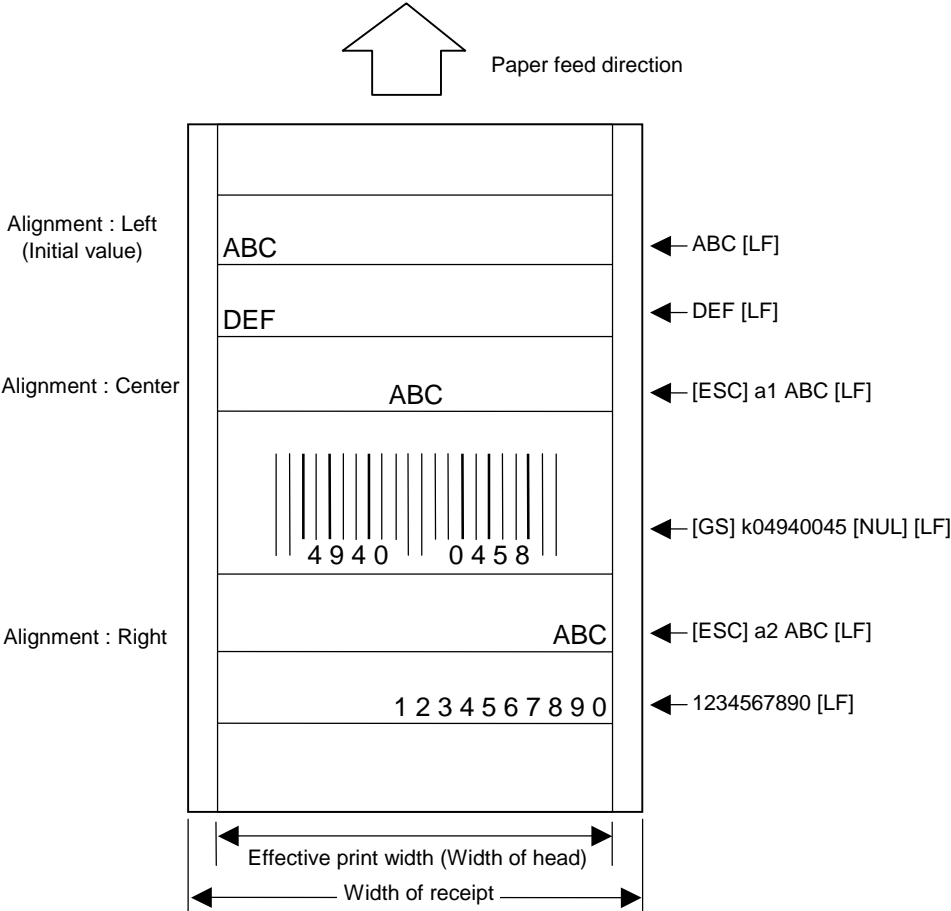 Paper feed direction
Alignment : Left
(Initial value)
ABC
ABC [LF]
DEF
DEF [LF]
Alignment : Center
ABC
[ESC] a1 ABC [LF]
4940 0458
[GS] k04940045 [NUL] [LF]
Alignment : Right
ABC
[ESC] a2 ABC [LF]
1234567890
1234567890 [LF]
Effective print width (Width of head)
Width of receipt